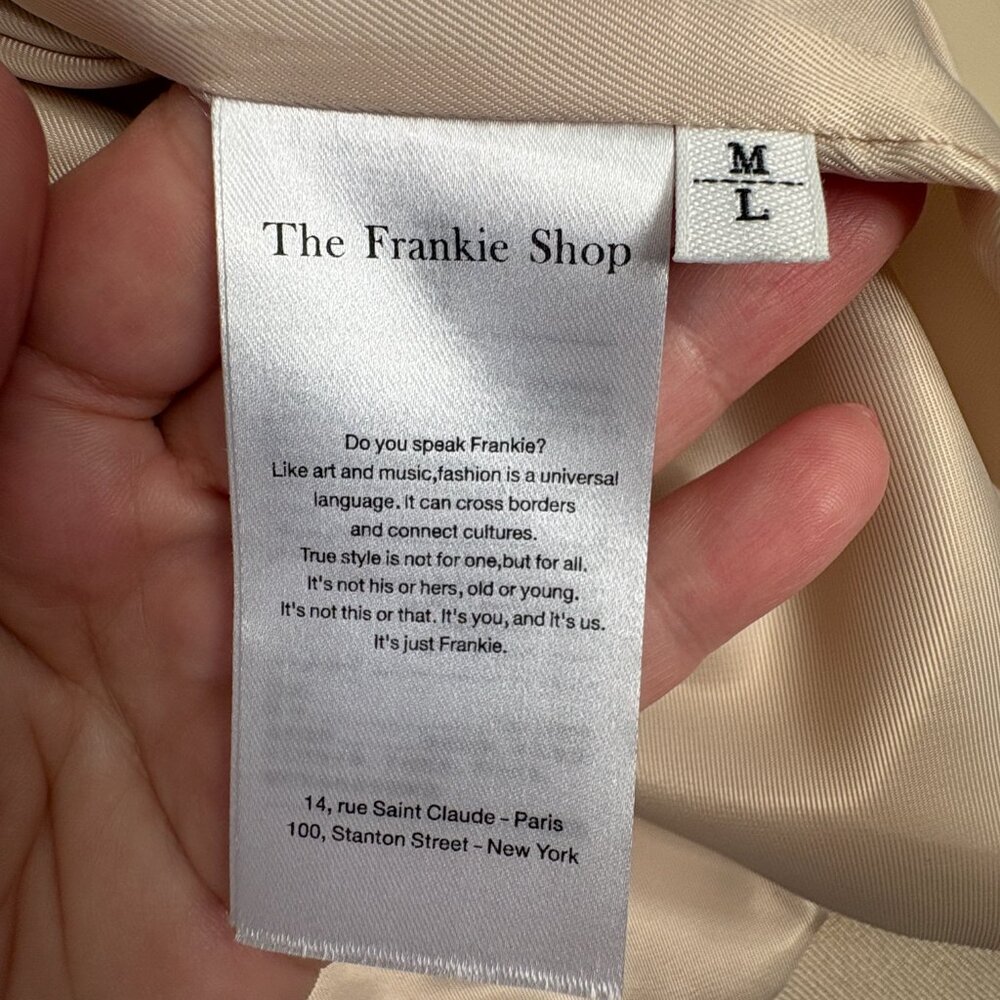 The Frankie Shop
M
L
Do you speak Frankie?
Like art and music,fashion is a universal
language. It can cross borders
and connect cultures.
True style is not for one,but for all.
It's not his or hers, old or young.
It's not this or that. It's you, and it's us.
It's just Frankie.
14, rue Saint Claude - Paris
100, Stanton Street - New York